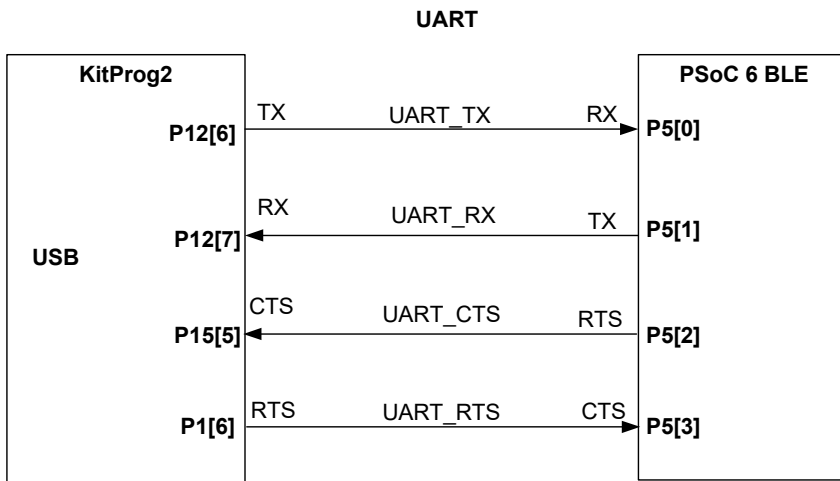 UART
KitProg2 PSoC 6 BLE
P12[6] TX UART_TX RX P5[0]
P12[7] RX UART_RX TX P5[1]
USB
P15[5] CTS UART_CTS RTS P5[2]
P1[6] RTS UART_RTS CTS P5[3]